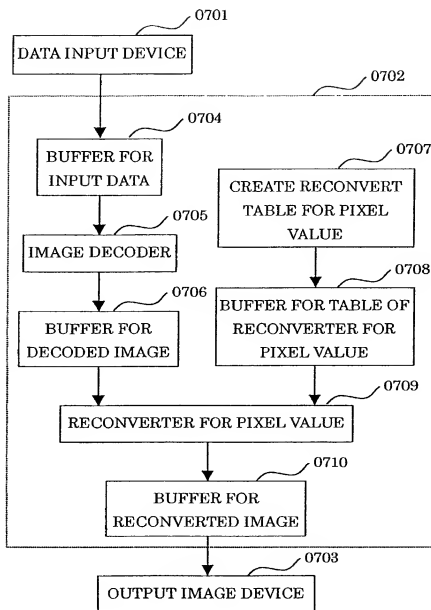 0701
DATA INPUT DEVICE
0702
0704
BUFFER FOR
INPUT DATA
0707
CREATE RECONVERT
TABLE FOR PIXEL
VALUE
0705
IMAGE DECODER
0706
BUFFER FOR
DECODED IMAGE
0708
BUFFER FOR TABLE OF
RECONVERTER FOR
PIXEL VALUE
0709
RECONVERTER FOR PIXEL VALUE
0710
BUFFER FOR
RECONVERTED IMAGE
0703
OUTPUT IMAGE DEVICE